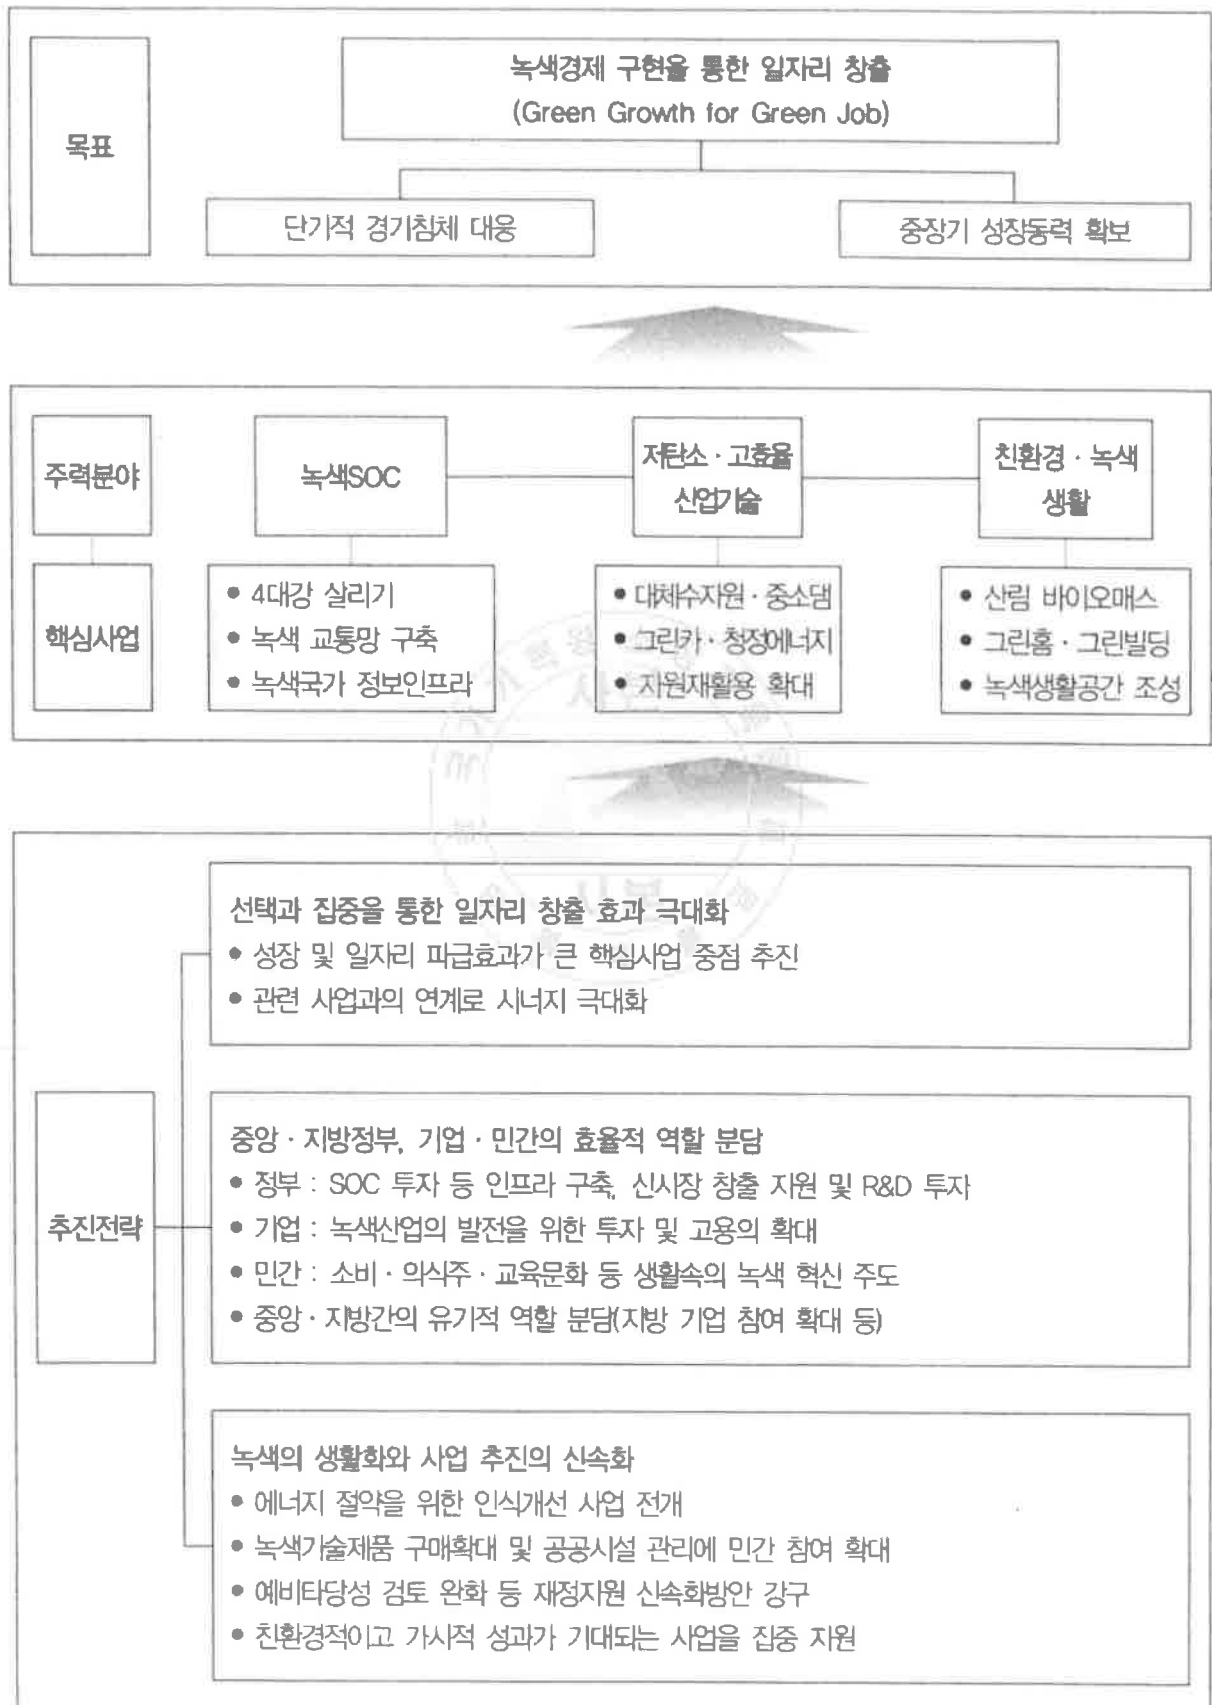 목표
녹색경제 구현을 통한 일자리 창출
(Green Growth for Green Job)
단기적 경기침체 대응
중장기 성장동력 확보
주력분야
녹색SOC
저탄소 · 고효율
산업기술
친환경 · 녹색
생활
핵심사업
• 4대강 살리기
• 녹색 교통망 구축
• 녹색국가 정보인프라
• 대체수자원 · 중소댐
• 그린카 · 청정에너지
• 자원재활용 확대
• 산림 바이오매스
• 그린홈 · 그린빌딩
• 녹색생활공간 조성
추진전략
선택과 집중을 통한 일자리 창출 효과 극대화
• 성장 및 일자리 파급효과가 큰 핵심사업 중점 추진
• 관련 사업과의 연계로 시너지 극대화
중앙 · 지방정부, 기업 · 민간의 효율적 역할 분담
• 정부 : SOC 투자 등 인프라 구축, 신시장 창출 지원 및 R&D 투자
• 기업 : 녹색산업의 발전을 위한 투자 및 고용의 확대
• 민간 : 소비 · 의식주 · 교육문화 등 생활속의 녹색 혁신 주도
• 중앙 · 지방간의 유기적 역할 분담(지방 기업 참여 확대 등)
녹색의 생활화와 사업 추진의 신속화
• 에너지 절약을 위한 인식개선 사업 전개
• 녹색기술제품 구매확대 및 공공시설 관리에 민간 참여 확대
• 예비타당성 검토 완화 등 재정지원 신속화방안 강구
• 친환경적이고 가시적 성과가 기대되는 사업을 집중 지원